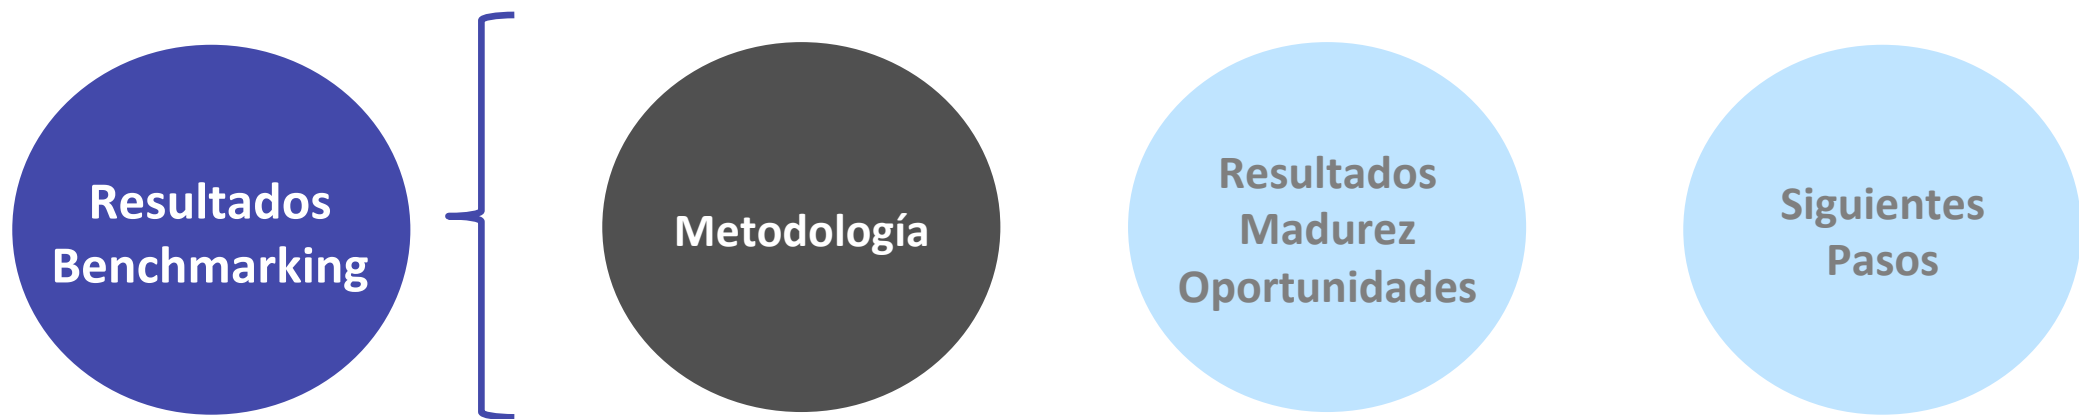 Resultados
Benchmarking
Metodología
Resultados
Madurez
Oportunidades
Siguientes
Pasos